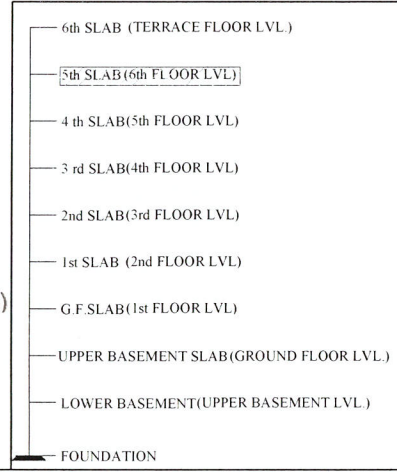 6th SLAB (TERRACE FLOOR LVL.)
5th SLAB(6th FLOOR LVL)
4 th SLAB(5th FLOOR LVL)
3 rd SLAB(4th FLOOR LVL)
2nd SLAB(3rd FLOOR LVL)
1st SLAB (2nd FLOOR LVL)
)
G.F.SLAB(1st FLOOR LVL)
UPPER BASEMENT SLAB(GROUND FLOOR LVL.)
LOWER BASEMENT(UPPER BASEMENT LVL.)
FOUNDATION